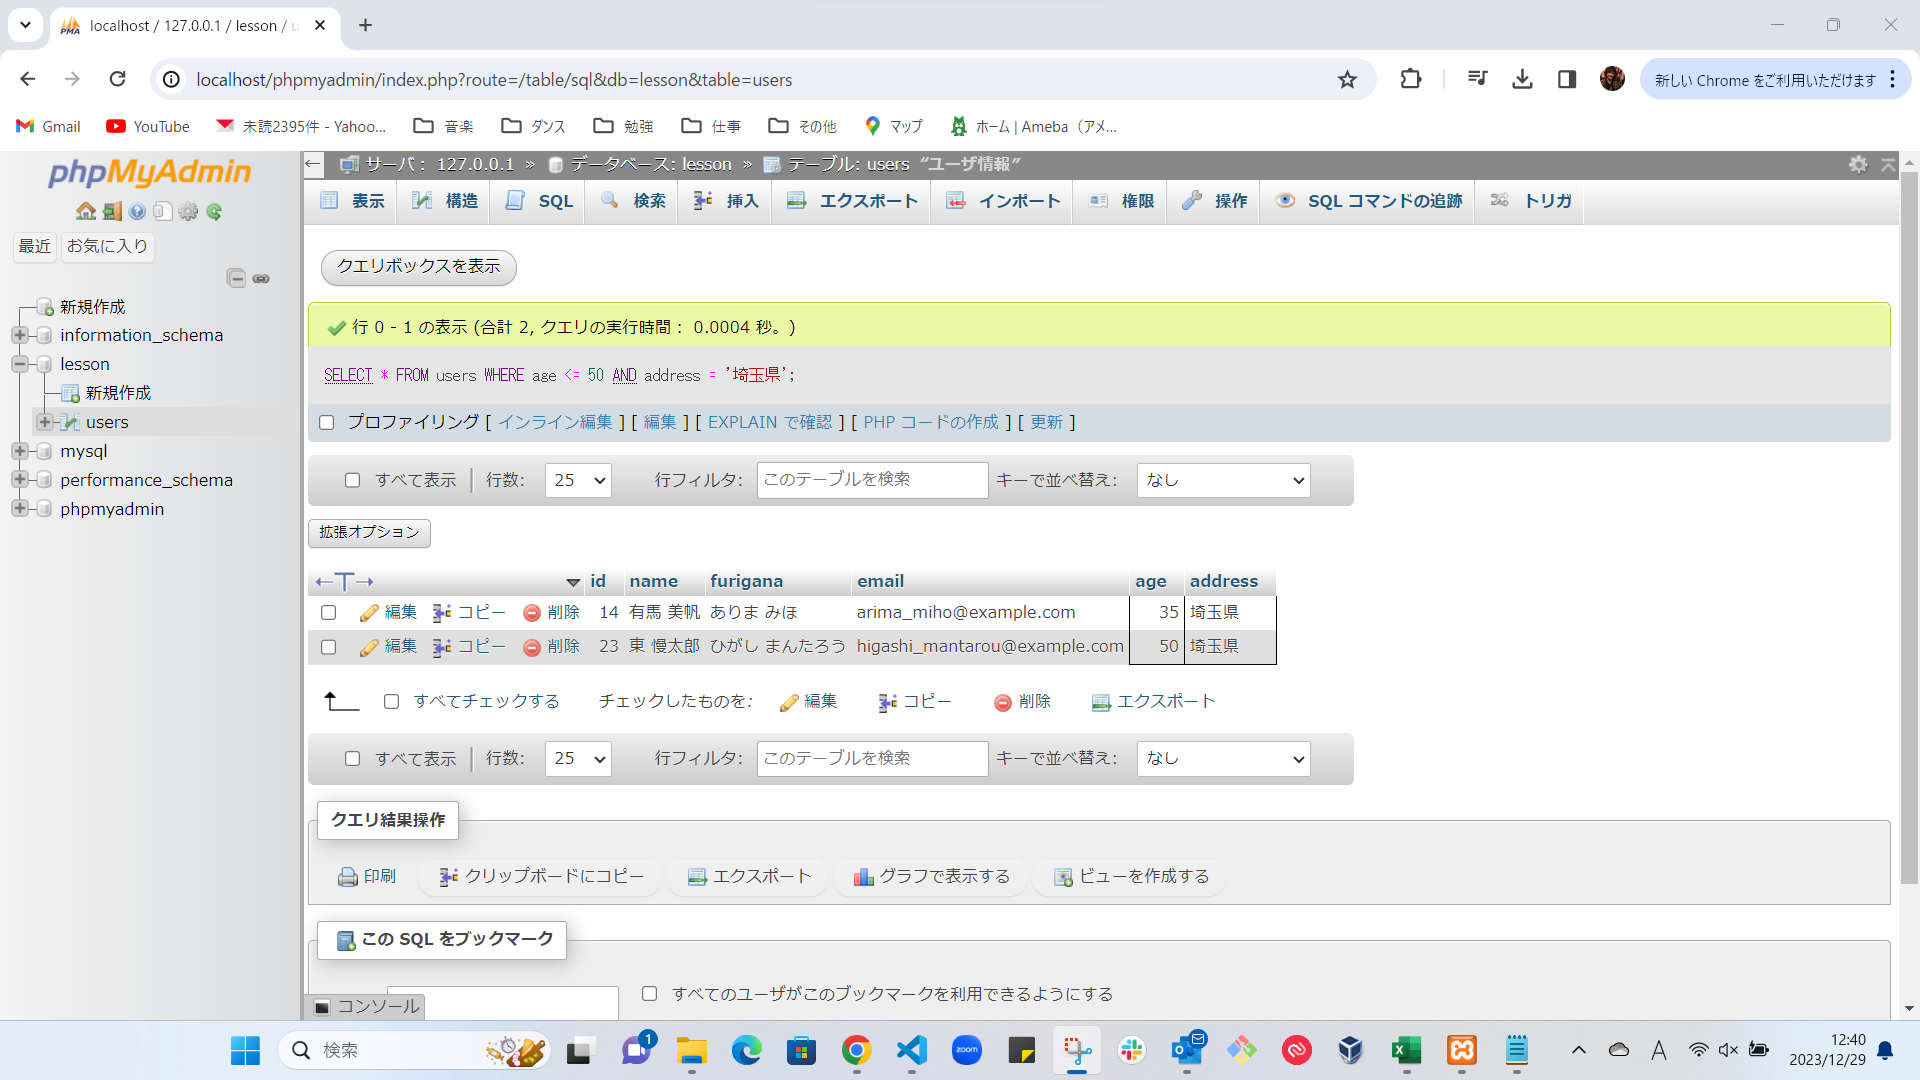 localhost / 127.0.0.1 / lesson / u
localhost/phpmyadmin/index.php?route=/table/sql&db=lesson&table=users
新しい Chrome をご利用いただけます
Gmail
YouTube
未読2395件 - Yahoo...
音楽
ダンス
勉強
仕事
その他
マップ
ホーム | Ameba（アメ...
phpMyAdmin
最近
お気に入り
新規作成
information_schema
lesson
新規作成
users
mysql
performance_schema
phpmyadmin
サーバ： 127.0.0.1 » データベース: lesson » テーブル: users “ユーザ情報”
表示
構造
SQL
検索
挿入
エクスポート
インポート
権限
操作
SQL コマンドの追跡
トリガ
クエリボックスを表示
行 0 - 1 の表示 (合計 2, クエリの実行時間： 0.0004 秒。)
SELECT * FROM users WHERE age <= 50 AND address = '埼玉県';
プロファイリング [ インライン編集 ] [ 編集 ] [ EXPLAIN で確認 ] [ PHP コードの作成 ] [ 更新 ]
すべて表示 行数: 25 行フィルタ: このテーブルを検索 キーで並べ替え: なし
拡張オプション
id name furigana email age address
編集 コピー 削除 14 有馬 美帆 ありま みほ arima_miho@example.com 35 埼玉県
編集 コピー 削除 23 東 慢太郎 ひがし まんたろう higashi_mantarou@example.com 50 埼玉県
すべてチェックする チェックしたものを: 編集 コピー 削除 エクスポート
すべて表示 行数: 25 行フィルタ: このテーブルを検索 キーで並べ替え: なし
クエリ結果操作
印刷 クリップボードにコピー エクスポート グラフで表示する ビューを作成する
この SQL をブックマーク
すべてのユーザがこのブックマークを利用できるようにする
コンソール
検索
1
zoom
A
12:40
2023/12/29